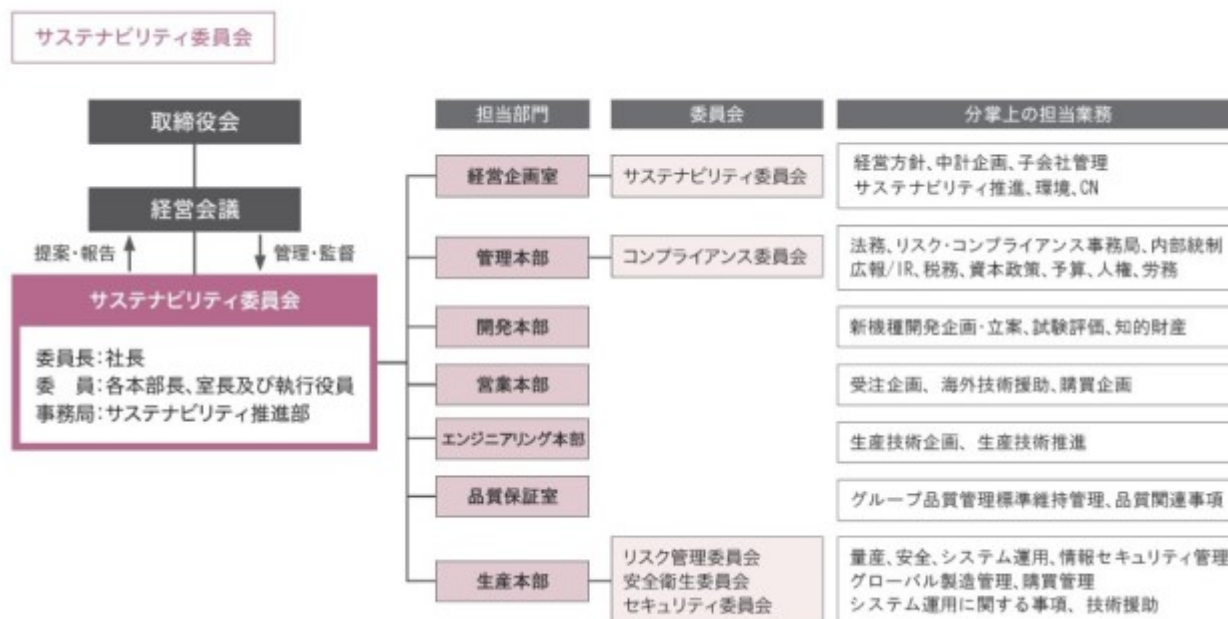 サステナビリティ委員会
取締役会
経営会議
提案・報告
管理・監督
サステナビリティ委員会
委員長：社長
委　員：各本部長、室長及び執行役員
事務局：サステナビリティ推進部
担当部門
委員会
分掌上の担当業務
経営企画室
サステナビリティ委員会
経営方針、中計企画、子会社管理
サステナビリティ推進、環境、CN
管理本部
コンプライアンス委員会
法務、リスク・コンプライアンス事務局、内部統制
広報/IR、税務、資本政策、予算、人権、労務
開発本部
新機種開発企画・立案、試験評価、知的財産
営業本部
受注企画、 海外技術援助、購買企画
エンジニアリング本部
生産技術企画、 生産技術推進
品質保証室
グループ品質管理標準維持管理、品質関連事項
生産本部
リスク管理委員会
安全衛生委員会
セキュリティ委員会
量産、安全、システム運用、情報セキュリティ管理
グローバル製造管理、購買管理
システム運用に関する事項、 技術援助